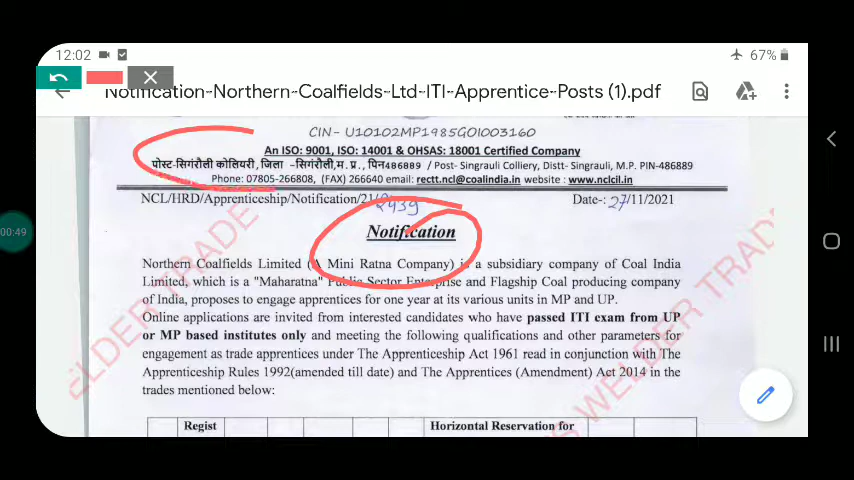 12:02
67%
Notification-Northern-Coalfields-Ltd-ITI-Apprentice-Posts (1).pdf
CIN- U10102MP1985GOI003160
An ISO: 9001, ISO: 14001 & OHSAS: 18001 Certified Company
पोस्ट-सिंगरौली कोलियरी, जिला -सिंगरौली,म.प्र., पिन486889 / Post- Singrauli Colliery, Distt- Singrauli, M.P. PIN-486889
Phone: 07805-266808, (FAX) 266640 email: rectt.ncl@coalindia.in website : www.nclcil.in
NCL/HRD/Apprenticeship/Notification/21/2439 Date-: 27/11/2021
00:49
Notification
Northern Coalfields Limited (A Mini Ratna Company) is a subsidiary company of Coal India
Limited, which is a "Maharatna" Public Sector Enterprise and Flagship Coal producing company
of India, proposes to engage apprentices for one year at its various units in MP and UP.
Online applications are invited from interested candidates who have passed ITI exam from UP
or MP based institutes only and meeting the following qualifications and other parameters for
engagement as trade apprentices under The Apprenticeship Act 1961 read in conjunction with The
Apprenticeship Rules 1992(amended till date) and The Apprentices (Amendment) Act 2014 in the
trades mentioned below:
Regist Horizontal Reservation for
ELDER TRADE
WELDER TRAD